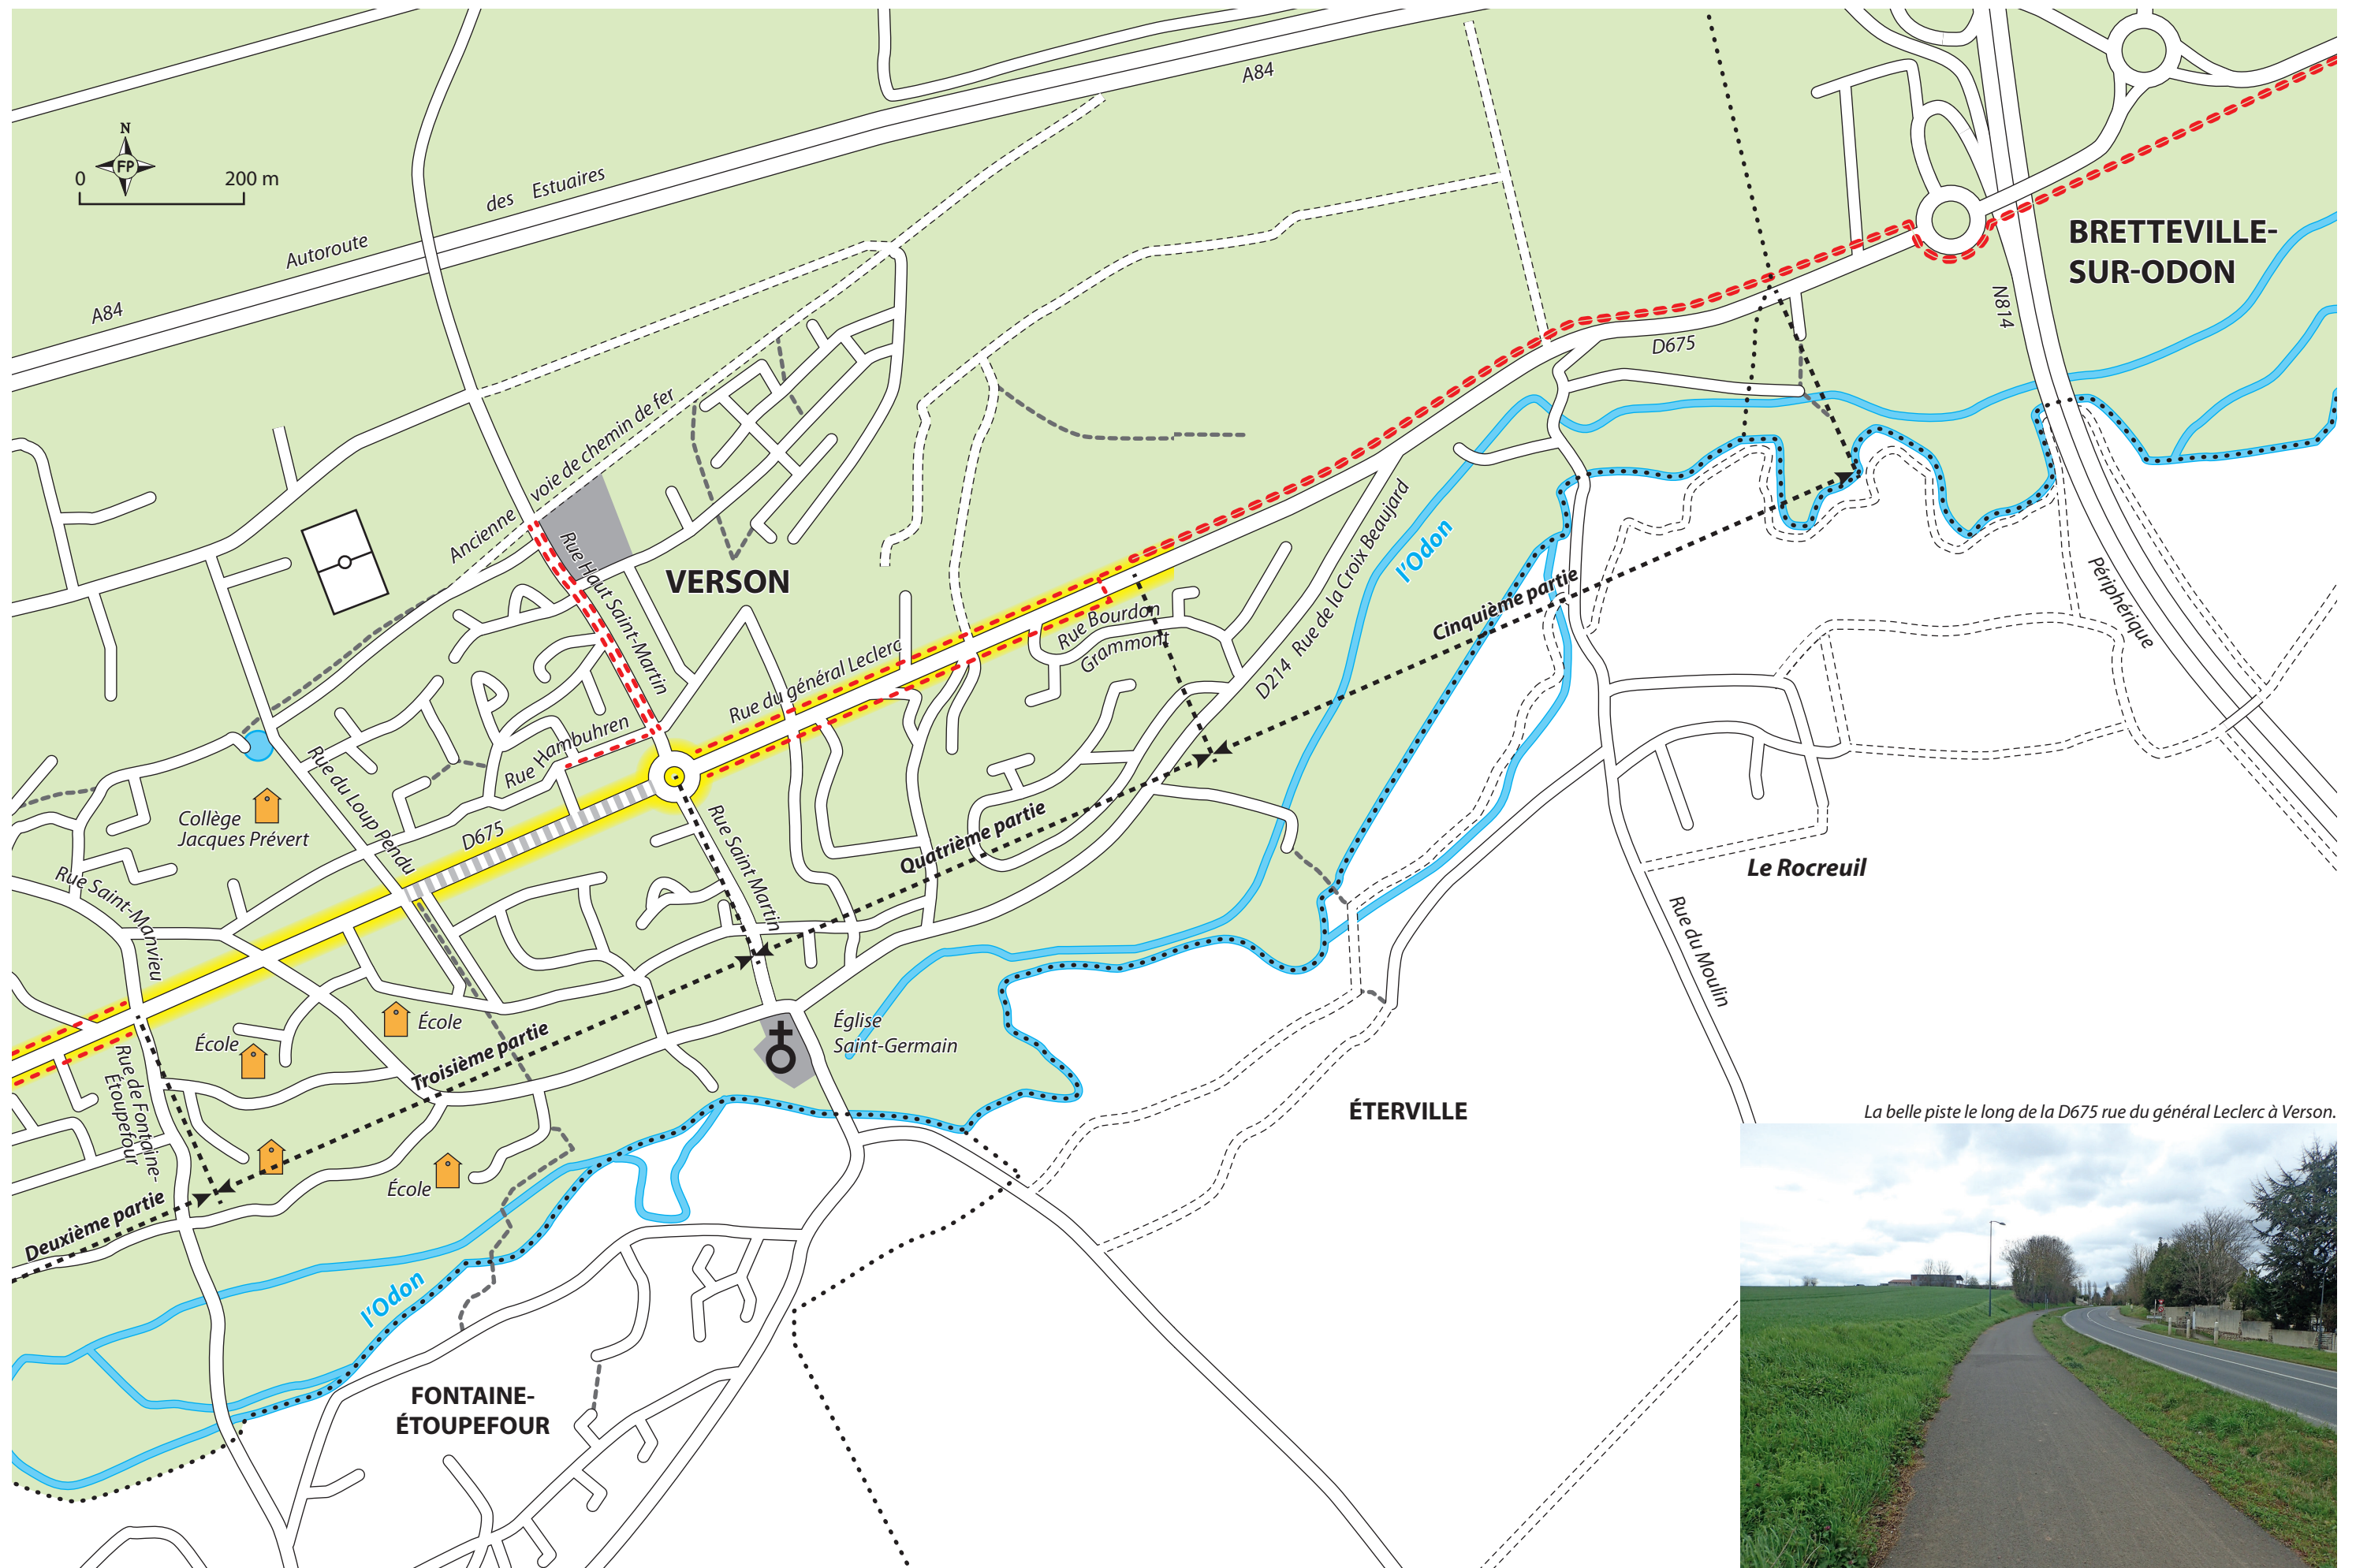 A84
N
FP
0 200 m
des Estuaires
Autoroute
A84
BRETTEVILLE-
SUR-ODON
N814
D675
Ancienne voie de chemin de fer
Rue Haut Saint-Martin
VERSON
l'Odon
D214 Rue de la Croix Beaujard
Cinquième partie
Périphérique
Rue Bourdon
Grammont
Rue du général Leclerc
Rue Hambuhren
Rue du Loup Pendu
Collège
Jacques Prévert
D675
Rue Saint Martin
Quatrième partie
Le Rocreuil
Rue Saint-Manvieu
Rue du Moulin
École
École
Troisième partie
Église
Saint-Germain
Rue de Fontaine-
Étoupefour
ÉTERVILLE
École
Deuxième partie
l'Odon
FONTAINE-
ÉTOUPEFOUR
La belle piste le long de la D675 rue du général Leclerc à Verson.